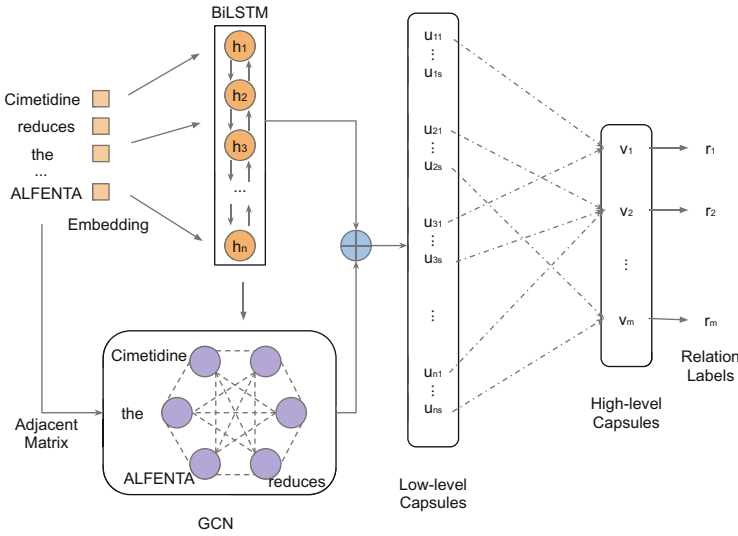 BiLSTM
Cimetidine
reduces
the
...
ALFENTA
Embedding
h1
h2
h3
...
hn
Adjacent
Matrix
Cimetidine
the
ALFENTA
reduces
GCN
u11
⋮
u1s
u21
⋮
u2s
u31
⋮
u3s
⋮
un1
⋮
uns
Low-level
Capsules
v1
v2
⋮
vm
High-level
Capsules
r1
r2
rm
Relation
Labels